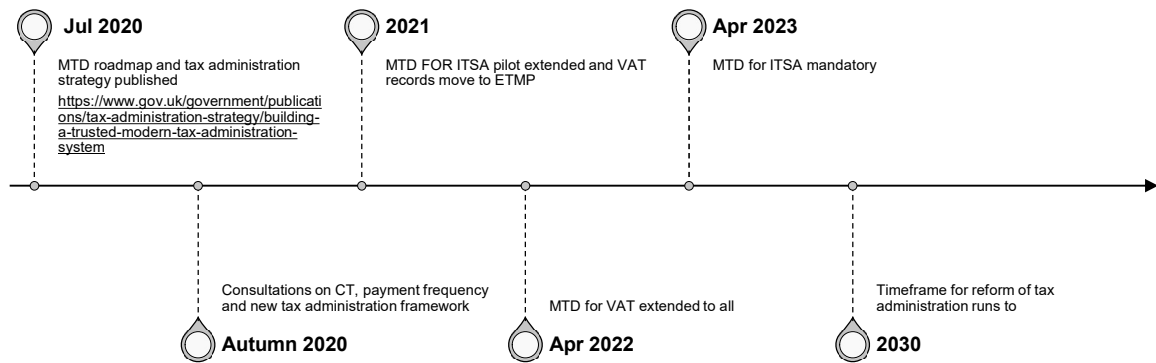 Jul 2020
MTD roadmap and tax administration
strategy published
https://www.gov.uk/government/publicati
ons/tax-administration-strategy/building-
a-trusted-modern-tax-administration-
system
2021
MTD FOR ITSA pilot extended and VAT
records move to ETMP
Apr 2023
MTD for ITSA mandatory
Consultations on CT, payment frequency
and new tax administration framework
Autumn 2020
MTD for VAT extended to all
Apr 2022
Timeframe for reform of tax
administration runs to
2030